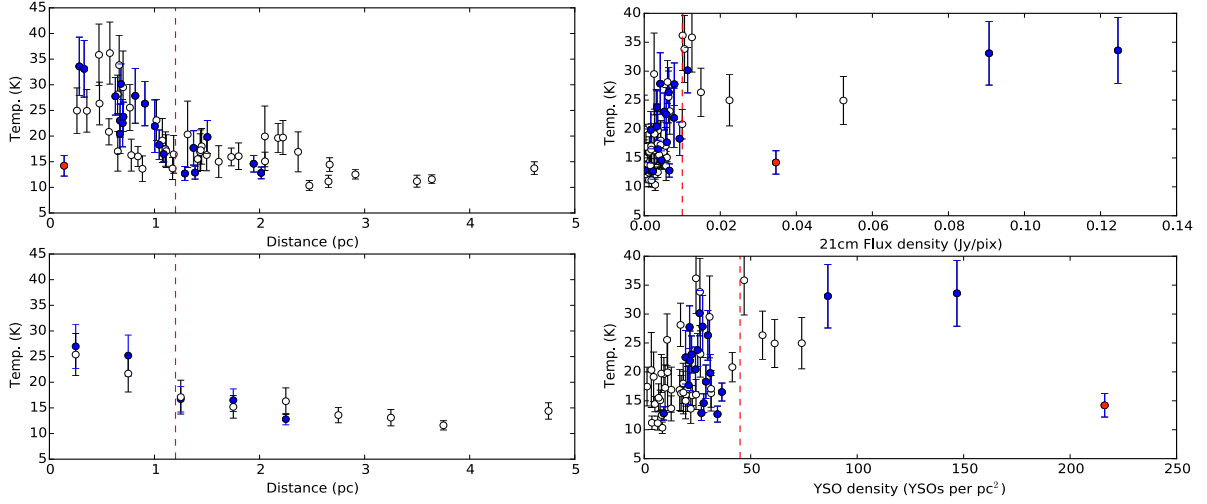 45
40
35
30
25
20
15
10
5
Temp. (K)
0 1 2 3 4 5
Distance (pc)
40
35
30
25
20
15
10
5
Temp. (K)
0.00 0.02 0.04 0.06 0.08 0.10 0.12 0.14
21cm Flux density (Jy/pix)
45
40
35
30
25
20
15
10
5
Temp. (K)
0 1 2 3 4 5
Distance (pc)
40
35
30
25
20
15
10
5
Temp. (K)
0 50 100 150 200 250
YSO density (YSOs per pc²)